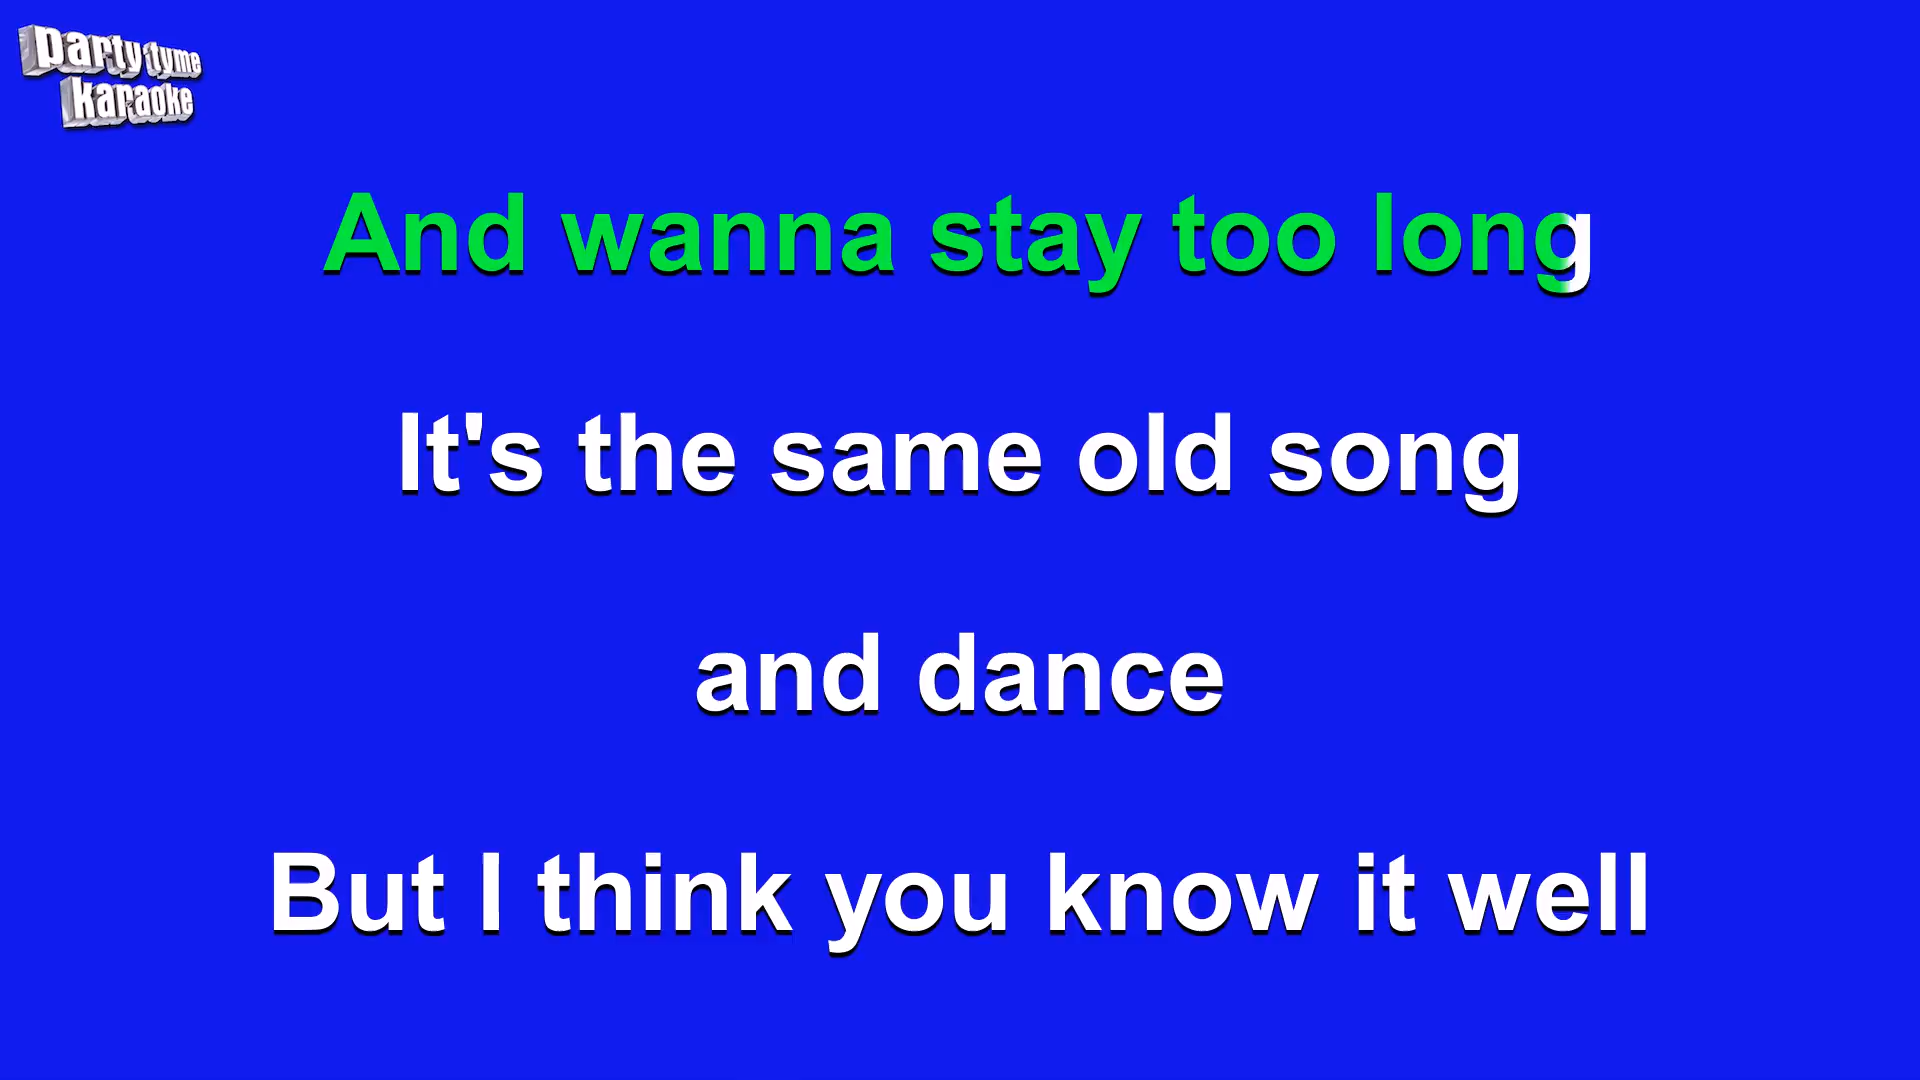 party tyme
karaoke
And wanna stay too long
It's the same old song
and dance
But I think you know it well